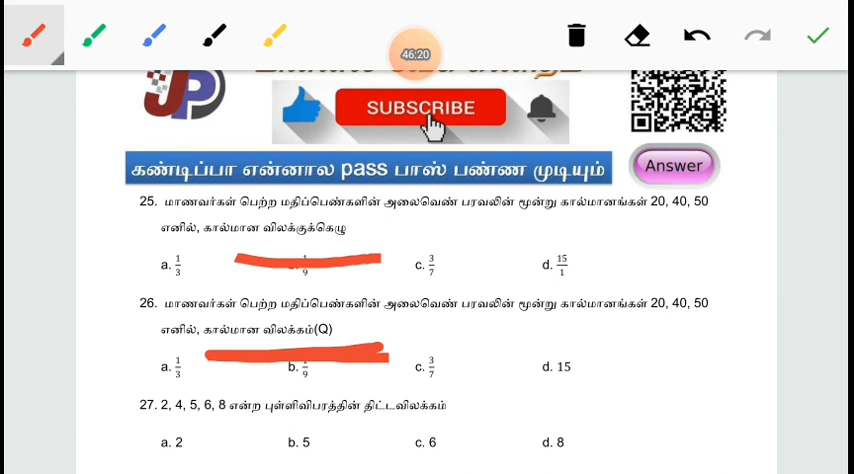 46:20
SUBSCRIBE
கண்டிப்பா என்னால pass பாஸ் பண்ண முடியும்
Answer
25. மாணவர்கள் பெற்ற மதிப்பெண்களின் அலைவெண் பரவலின் மூன்று கால்மானங்கள் 20, 40, 50
எனில், கால்மான விலக்குக்கெழு
a. 1/3 9 c. 3/7 d. 15/1
26. மாணவர்கள் பெற்ற மதிப்பெண்களின் அலைவெண் பரவலின் மூன்று கால்மானங்கள் 20, 40, 50
எனில், கால்மான விலக்கம்(Q)
a. 1/3 b. 9 c. 3/7 d. 15
27. 2, 4, 5, 6, 8 என்ற புள்ளிவிபரத்தின் திட்டவிலக்கம்
a. 2 b. 5 c. 6 d. 8